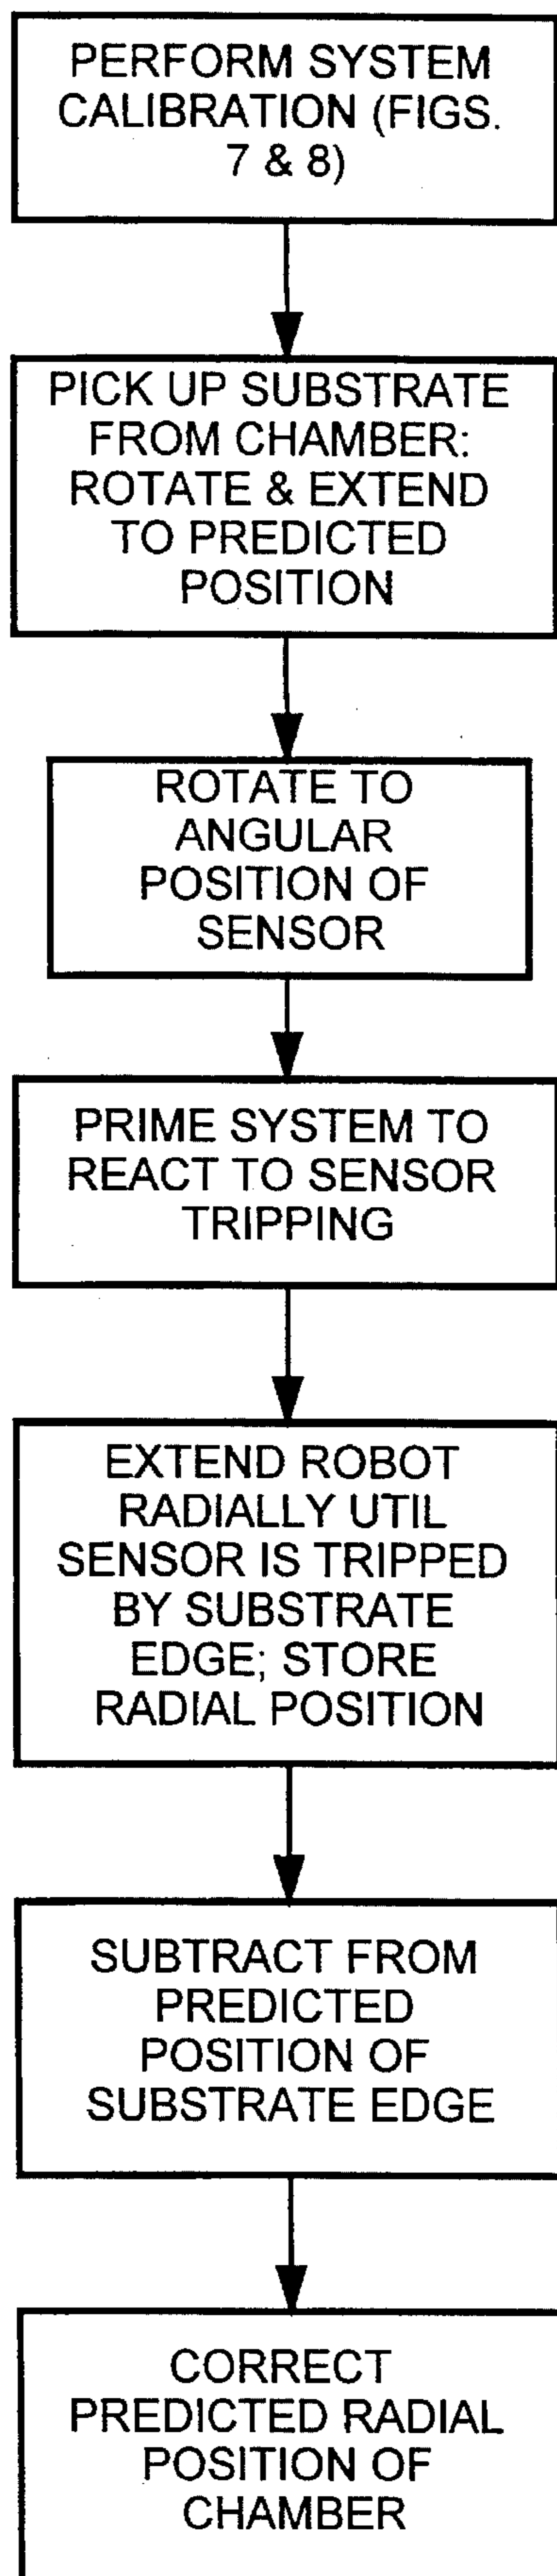 PERFORM SYSTEM
CALIBRATION (FIGS.
7 & 8)
PICK UP SUBSTRATE
FROM CHAMBER:
ROTATE & EXTEND
TO PREDICTED
POSITION
ROTATE TO
ANGULAR
POSITION OF
SENSOR
PRIME SYSTEM TO
REACT TO SENSOR
TRIPPING
EXTEND ROBOT
RADIALLY UTIL
SENSOR IS TRIPPED
BY SUBSTRATE
EDGE; STORE
RADIAL POSITION
SUBTRACT FROM
PREDICTED
POSITION OF
SUBSTRATE EDGE
CORRECT
PREDICTED RADIAL
POSITION OF
CHAMBER